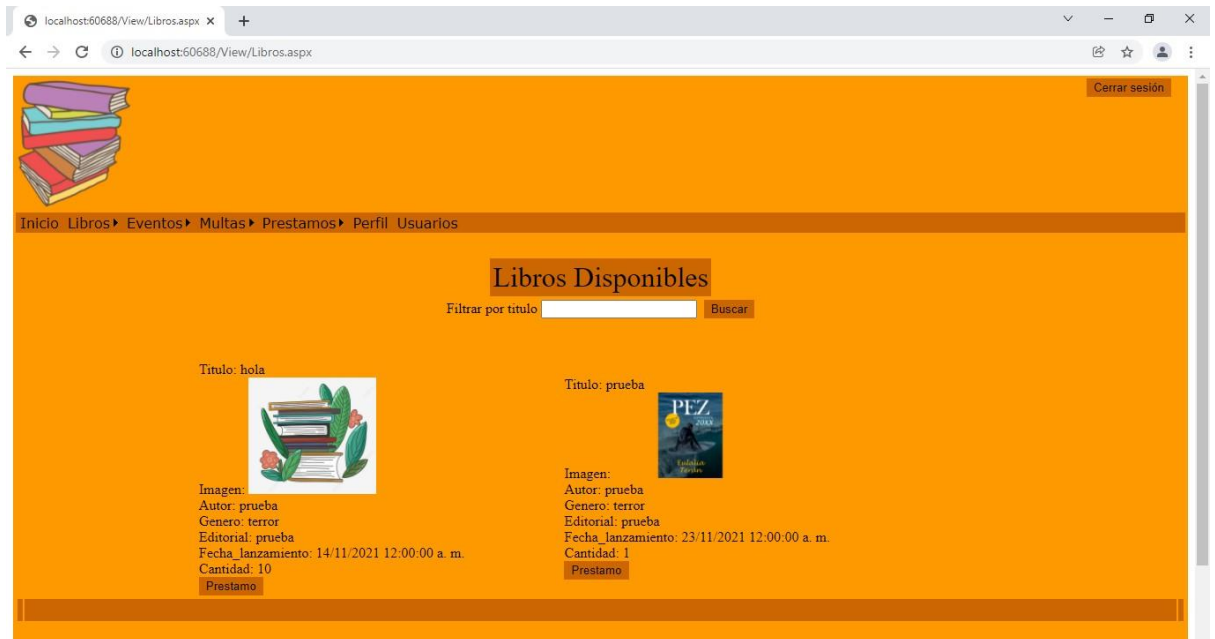 localhost:60688/View/Libros.aspx
localhost:60688/View/Libros.aspx
Cerrar sesión
Inicio Libros Eventos Multas Prestamos Perfil Usuarios
Libros Disponibles
Filtrar por titulo Buscar
Titulo: hola
Imagen:
Autor: prueba
Genero: terror
Editorial: prueba
Fecha_lanzamiento: 14/11/2021 12:00:00 a. m.
Cantidad: 10
Prestamo
Titulo: prueba
PEZ
20XX
Eulalia
Terán
Imagen:
Autor: prueba
Genero: terror
Editorial: prueba
Fecha_lanzamiento: 23/11/2021 12:00:00 a. m.
Cantidad: 1
Prestamo